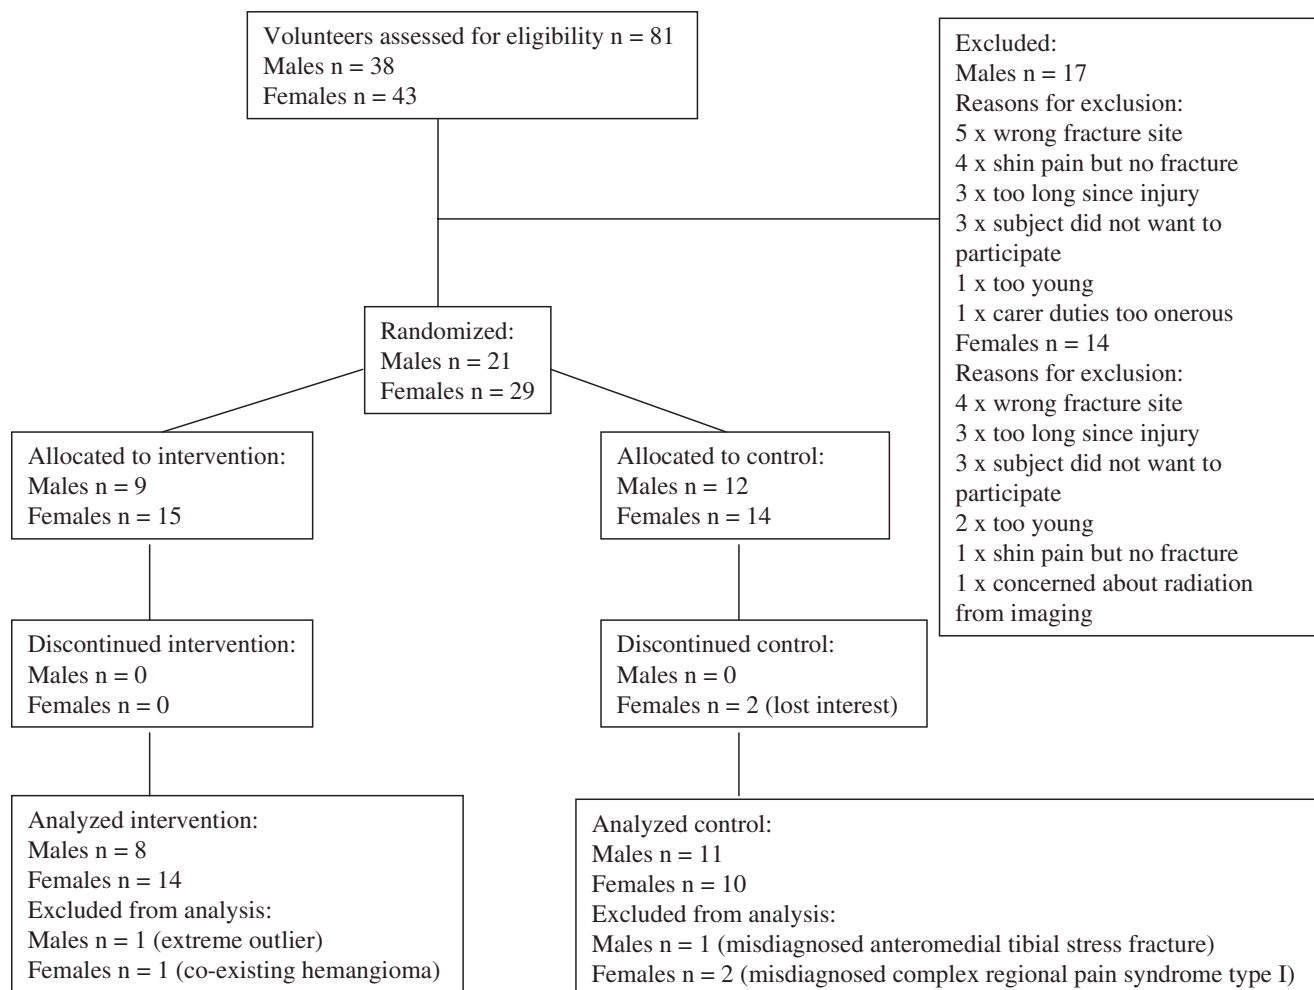 Volunteers assessed for eligibility n = 81
Males n = 38
Females n = 43
Excluded:
Males n = 17
Reasons for exclusion:
5 x wrong fracture site
4 x shin pain but no fracture
3 x too long since injury
3 x subject did not want to
participate
1 x too young
1 x carer duties too onerous
Females n = 14
Reasons for exclusion:
4 x wrong fracture site
3 x too long since injury
3 x subject did not want to
participate
2 x too young
1 x shin pain but no fracture
1 x concerned about radiation
from imaging
Randomized:
Males n = 21
Females n = 29
Allocated to intervention:
Males n = 9
Females n = 15
Allocated to control:
Males n = 12
Females n = 14
Discontinued intervention:
Males n = 0
Females n = 0
Discontinued control:
Males n = 0
Females n = 2 (lost interest)
Analyzed intervention:
Males n = 8
Females n = 14
Excluded from analysis:
Males n = 1 (extreme outlier)
Females n = 1 (co-existing hemangioma)
Analyzed control:
Males n = 11
Females n = 10
Excluded from analysis:
Males n = 1 (misdiagnosed anteromedial tibial stress fracture)
Females n = 2 (misdiagnosed complex regional pain syndrome type I)